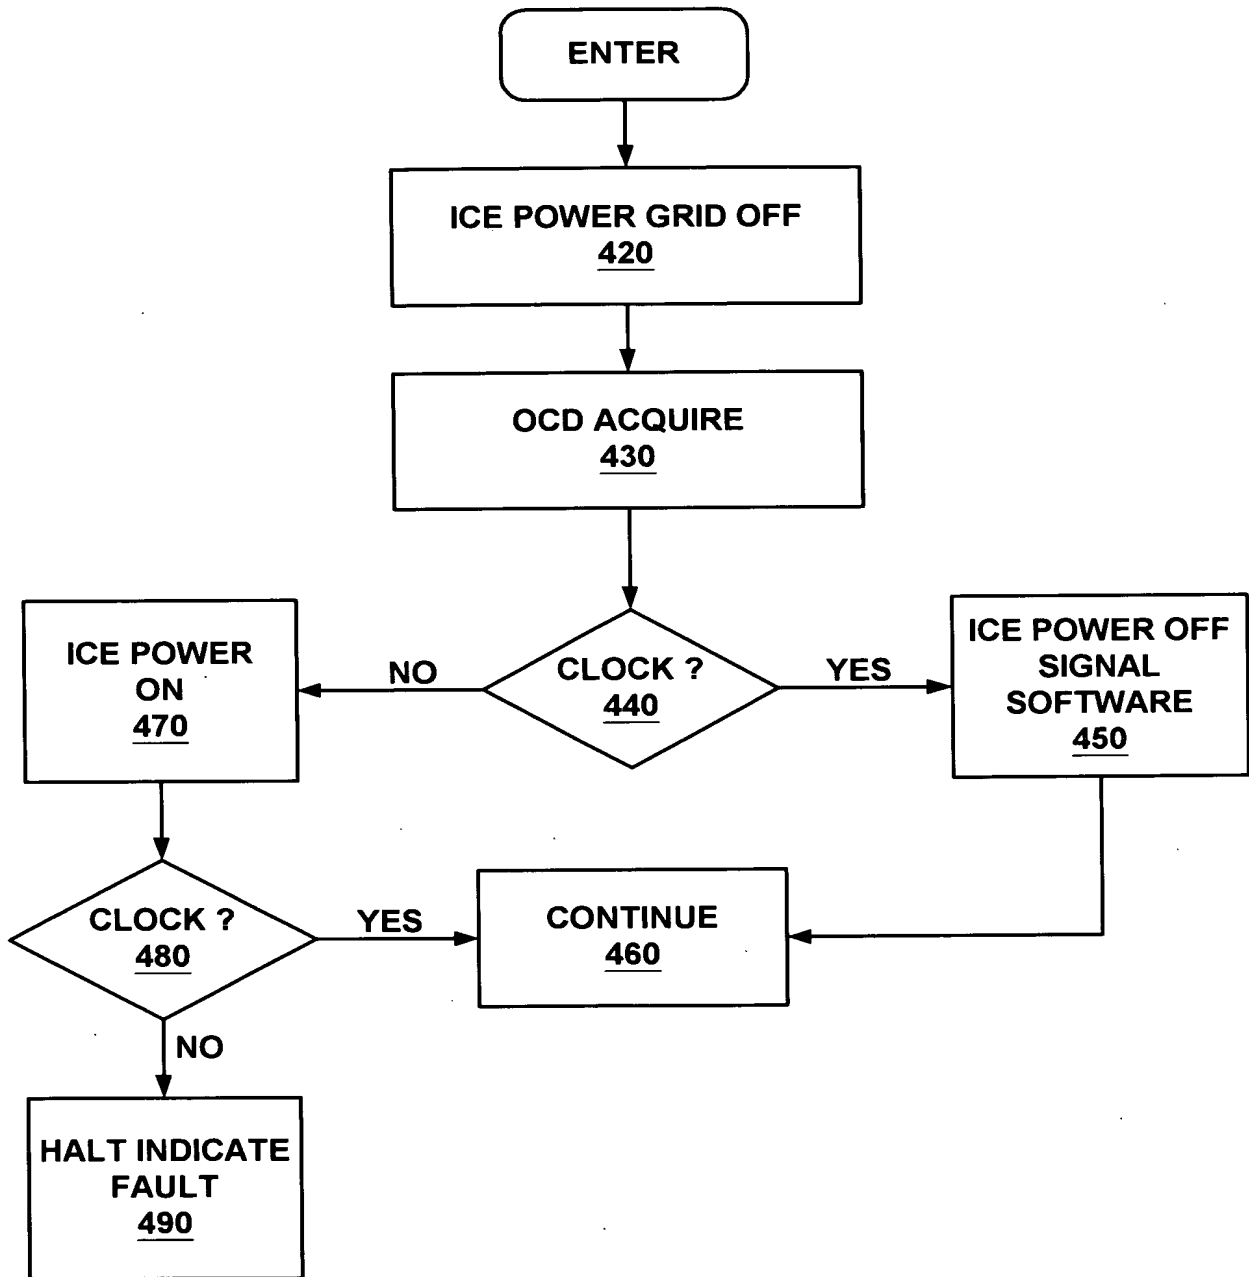 ENTER
ICE POWER GRID OFF
420
OCD ACQUIRE
430
CLOCK ?
440
NO
YES
ICE POWER
ON
470
ICE POWER OFF
SIGNAL
SOFTWARE
450
CLOCK ?
480
YES
CONTINUE
460
NO
HALT INDICATE
FAULT
490